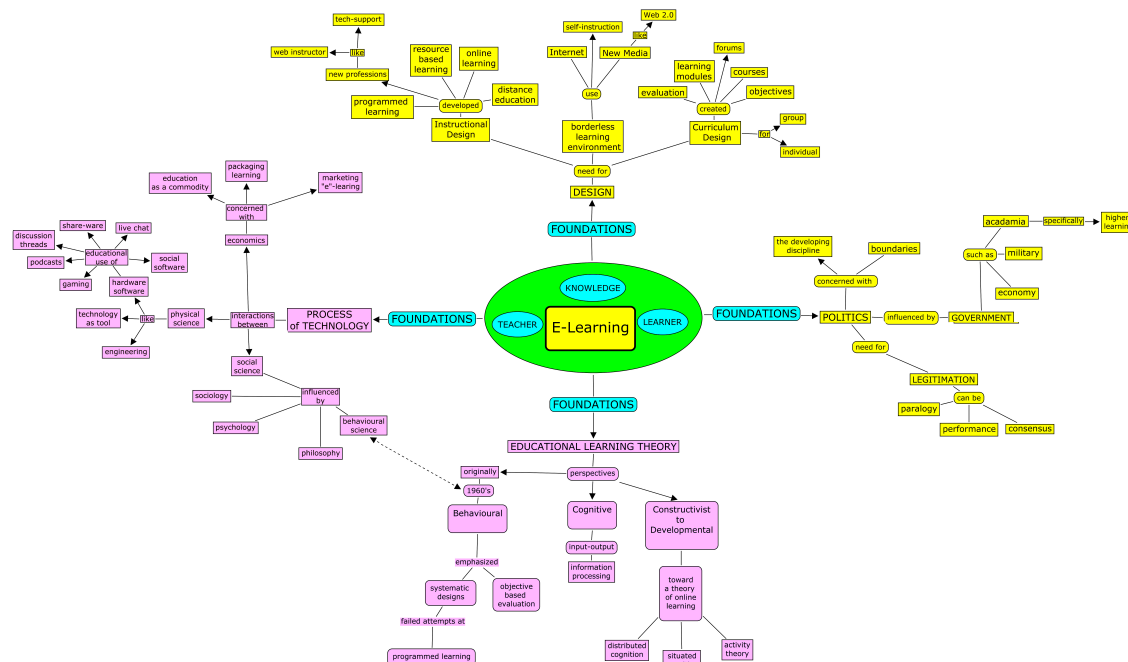 tech-support
web instructor
like
new professions
resource
based
learning
online
learning
programmed
learning
developed
distance
education
Instructional
Design
self-instruction
Web 2.0
like
Internet
New Media
use
borderless
learning
environment
forums
learning
modules
courses
evaluation
objectives
created
Curriculum
Design
for
group
individual
need for
DESIGN
FOUNDATIONS
KNOWLEDGE
TEACHER
E-Learning
LEARNER
FOUNDATIONS
PROCESS
of TECHNOLOGY
interactions
between
economics
concerned
with
education
as a commodity
packaging
learning
marketing
"e"-learing
physical
science
like
hardware
software
technology
as tool
engineering
educational
use of
share-ware
live chat
discussion
threads
podcasts
gaming
social
software
social
science
influenced
by
sociology
psychology
philosophy
behavioural
science
FOUNDATIONS
POLITICS
concerned with
the developing
discipline
boundaries
influenced by
GOVERNMENT
such as
acadamia
specifically
higher
learnin
military
economy
need for
LEGITIMATION
can be
paralogy
performance
consensus
FOUNDATIONS
EDUCATIONAL LEARNING THEORY
perspectives
originally
1960's
Behavioural
emphasized
systematic
designs
objective
based
evaluation
failed attempts at
programmed learning
Cognitive
input-output
information
processing
Constructivist
to
Developmental
toward
a theory
of online
learning
distributed
cognition
situated
activity
theory